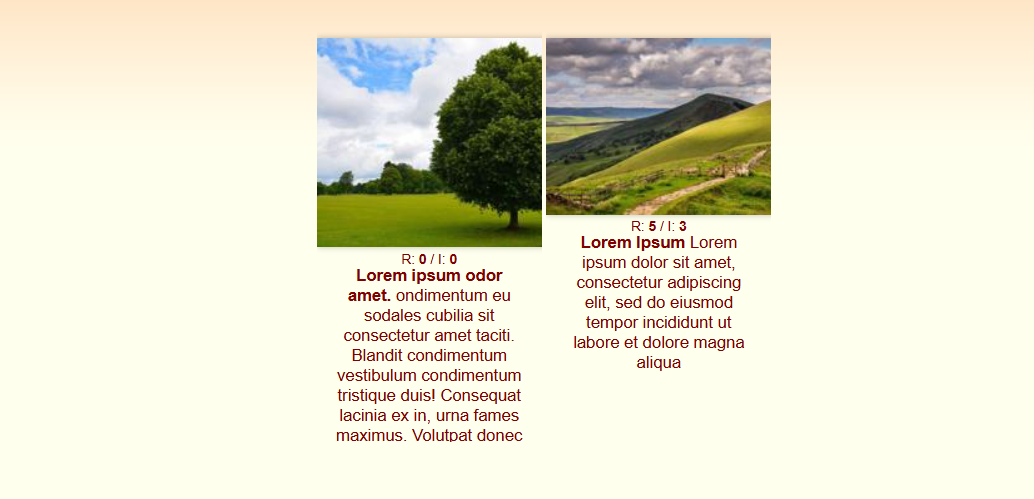 R: 0 / I: 0
Lorem ipsum odor
amet. ondimentum eu
sodales cubilia sit
consectetur amet taciti.
Blandit condimentum
vestibulum condimentum
tristique duis! Consequat
lacinia ex in, urna fames
maximus. Volutpat donec
R: 5 / I: 3
Lorem Ipsum Lorem
ipsum dolor sit amet,
consectetur adipiscing
elit, sed do eiusmod
tempor incididunt ut
labore et dolore magna
aliqua